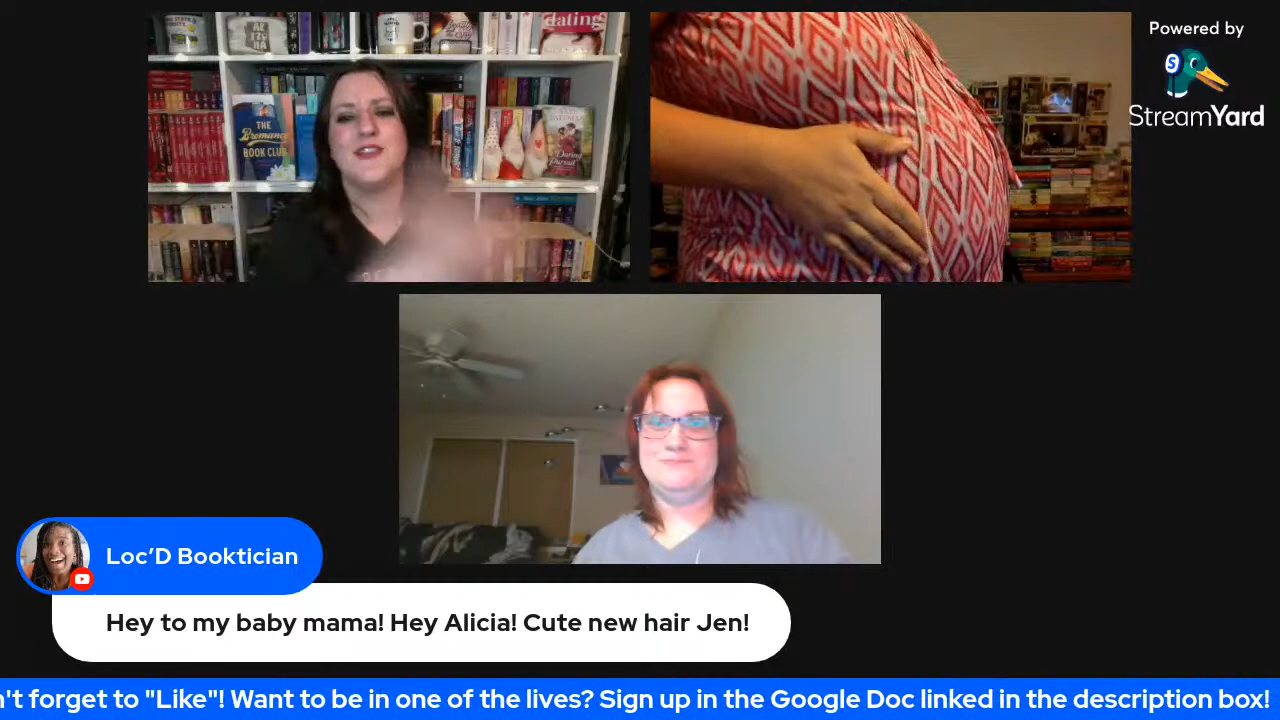 dating
Powered by
StreamYard
THE
Bromance
BOOK CLUB
Daring
Pursuit
Loc'D Booktician
Hey to my baby mama! Hey Alicia! Cute new hair Jen!
n't forget to "Like"! Want to be in one of the lives? Sign up in the Google Doc linked in the description box!